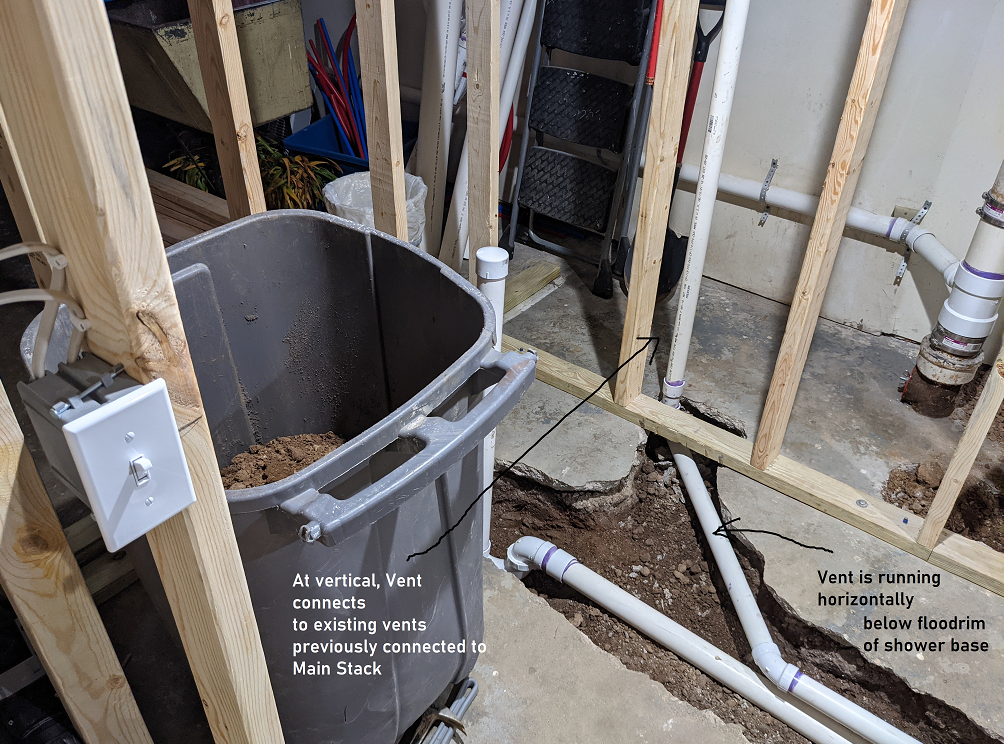 At vertical, Vent
connects
to existing vents
previously connected to
Main Stack
Vent is running
horizontally
below floodrim
of shower base